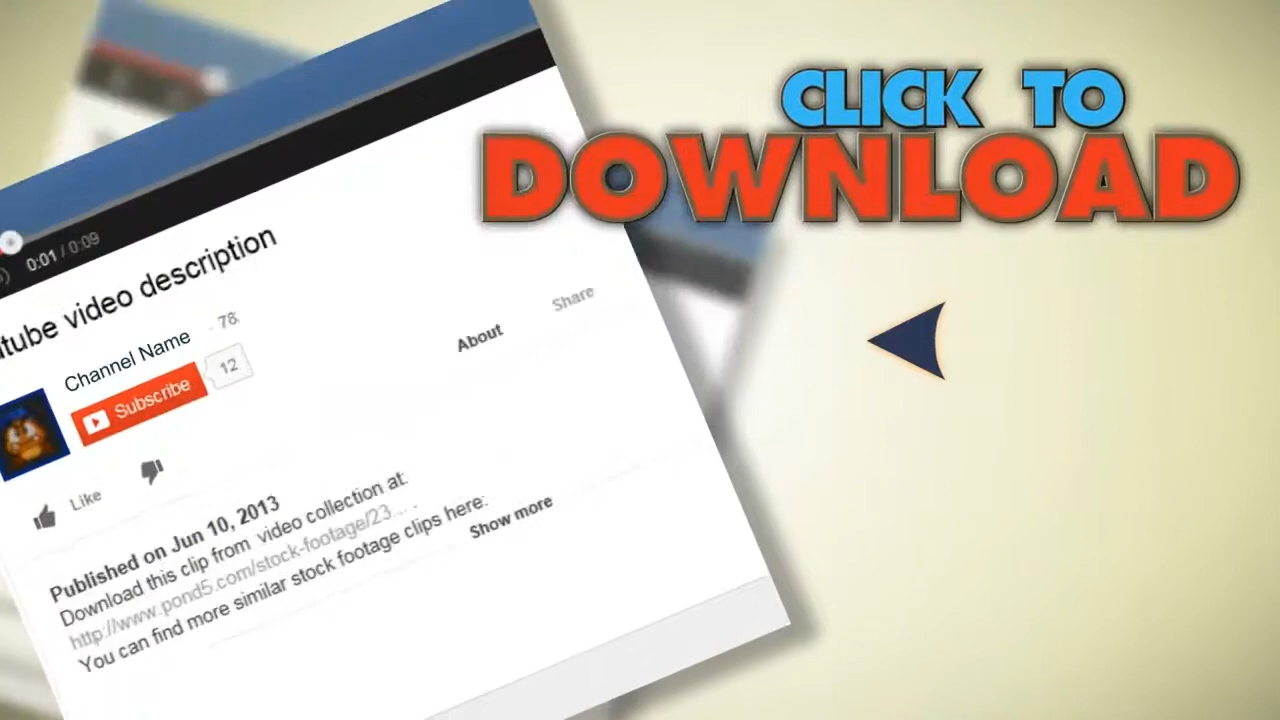 CLICK TO
DOWNLOAD
0:01 / 0:09
tube video description
Channel Name - 78
Subscribe 12
About Share
Like
Published on Jun 10, 2013
Download this clip from video collection at:
http://www.pond5.com/stock-footage/23...
You can find more similar stock footage clips here:
Show more